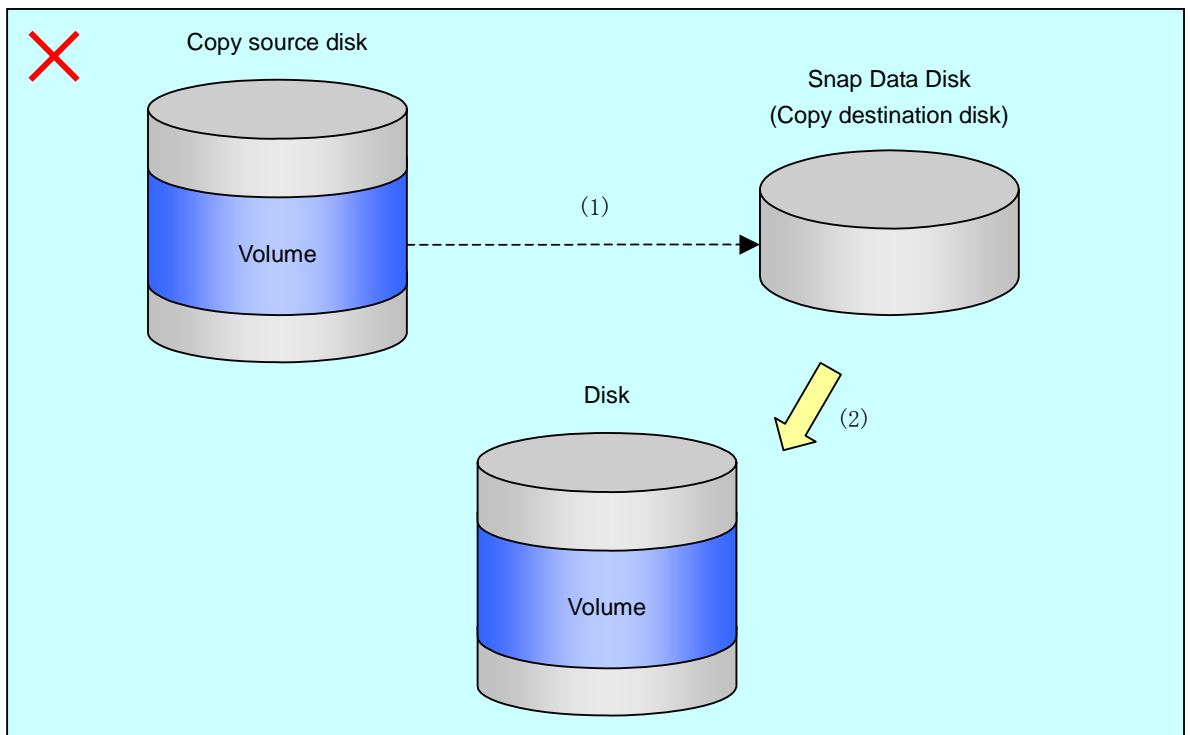 Copy source disk
Snap Data Disk
(Copy destination disk)
(1)
Volume
Disk
(2)
Volume